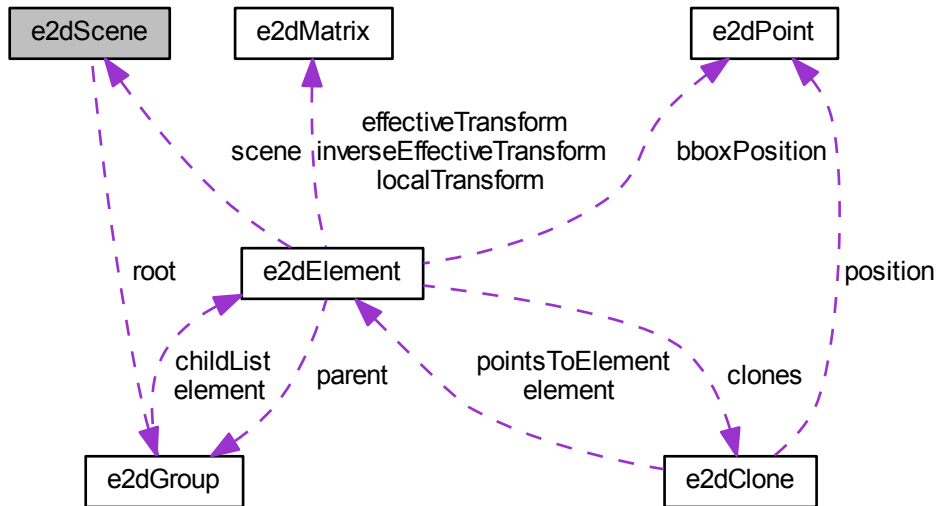 e2dScene
e2dMatrix
e2dPoint
effectiveTransform
scene
inverseEffectiveTransform
bboxPosition
localTransform
root
e2dElement
position
childList
element
parent
pointsToElement
element
clones
e2dGroup
e2dClone